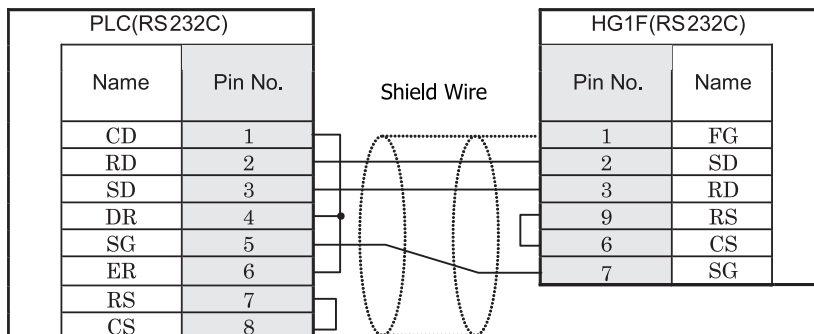 PLC(RS232C)
Name Pin No.
CD 1
RD 2
SD 3
DR 4
SG 5
ER 6
RS 7
CS 8
Shield Wire
HG1F(RS232C)
Pin No. Name
1 FG
2 SD
3 RD
9 RS
6 CS
7 SG